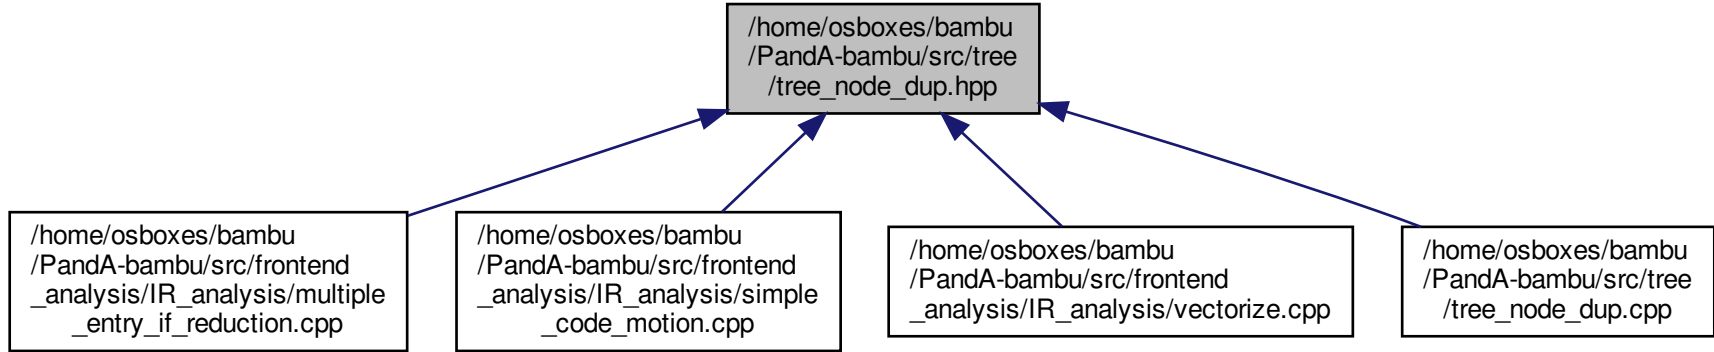 /home/osboxes/bambu
/PandA-bambu/src/tree
/tree_node_dup.hpp
/home/osboxes/bambu
/PandA-bambu/src/frontend
_analysis/IR_analysis/multiple
_entry_if_reduction.cpp
/home/osboxes/bambu
/PandA-bambu/src/frontend
_analysis/IR_analysis/simple
_code_motion.cpp
/home/osboxes/bambu
/PandA-bambu/src/frontend
_analysis/IR_analysis/vectorize.cpp
/home/osboxes/bambu
/PandA-bambu/src/tree
/tree_node_dup.cpp